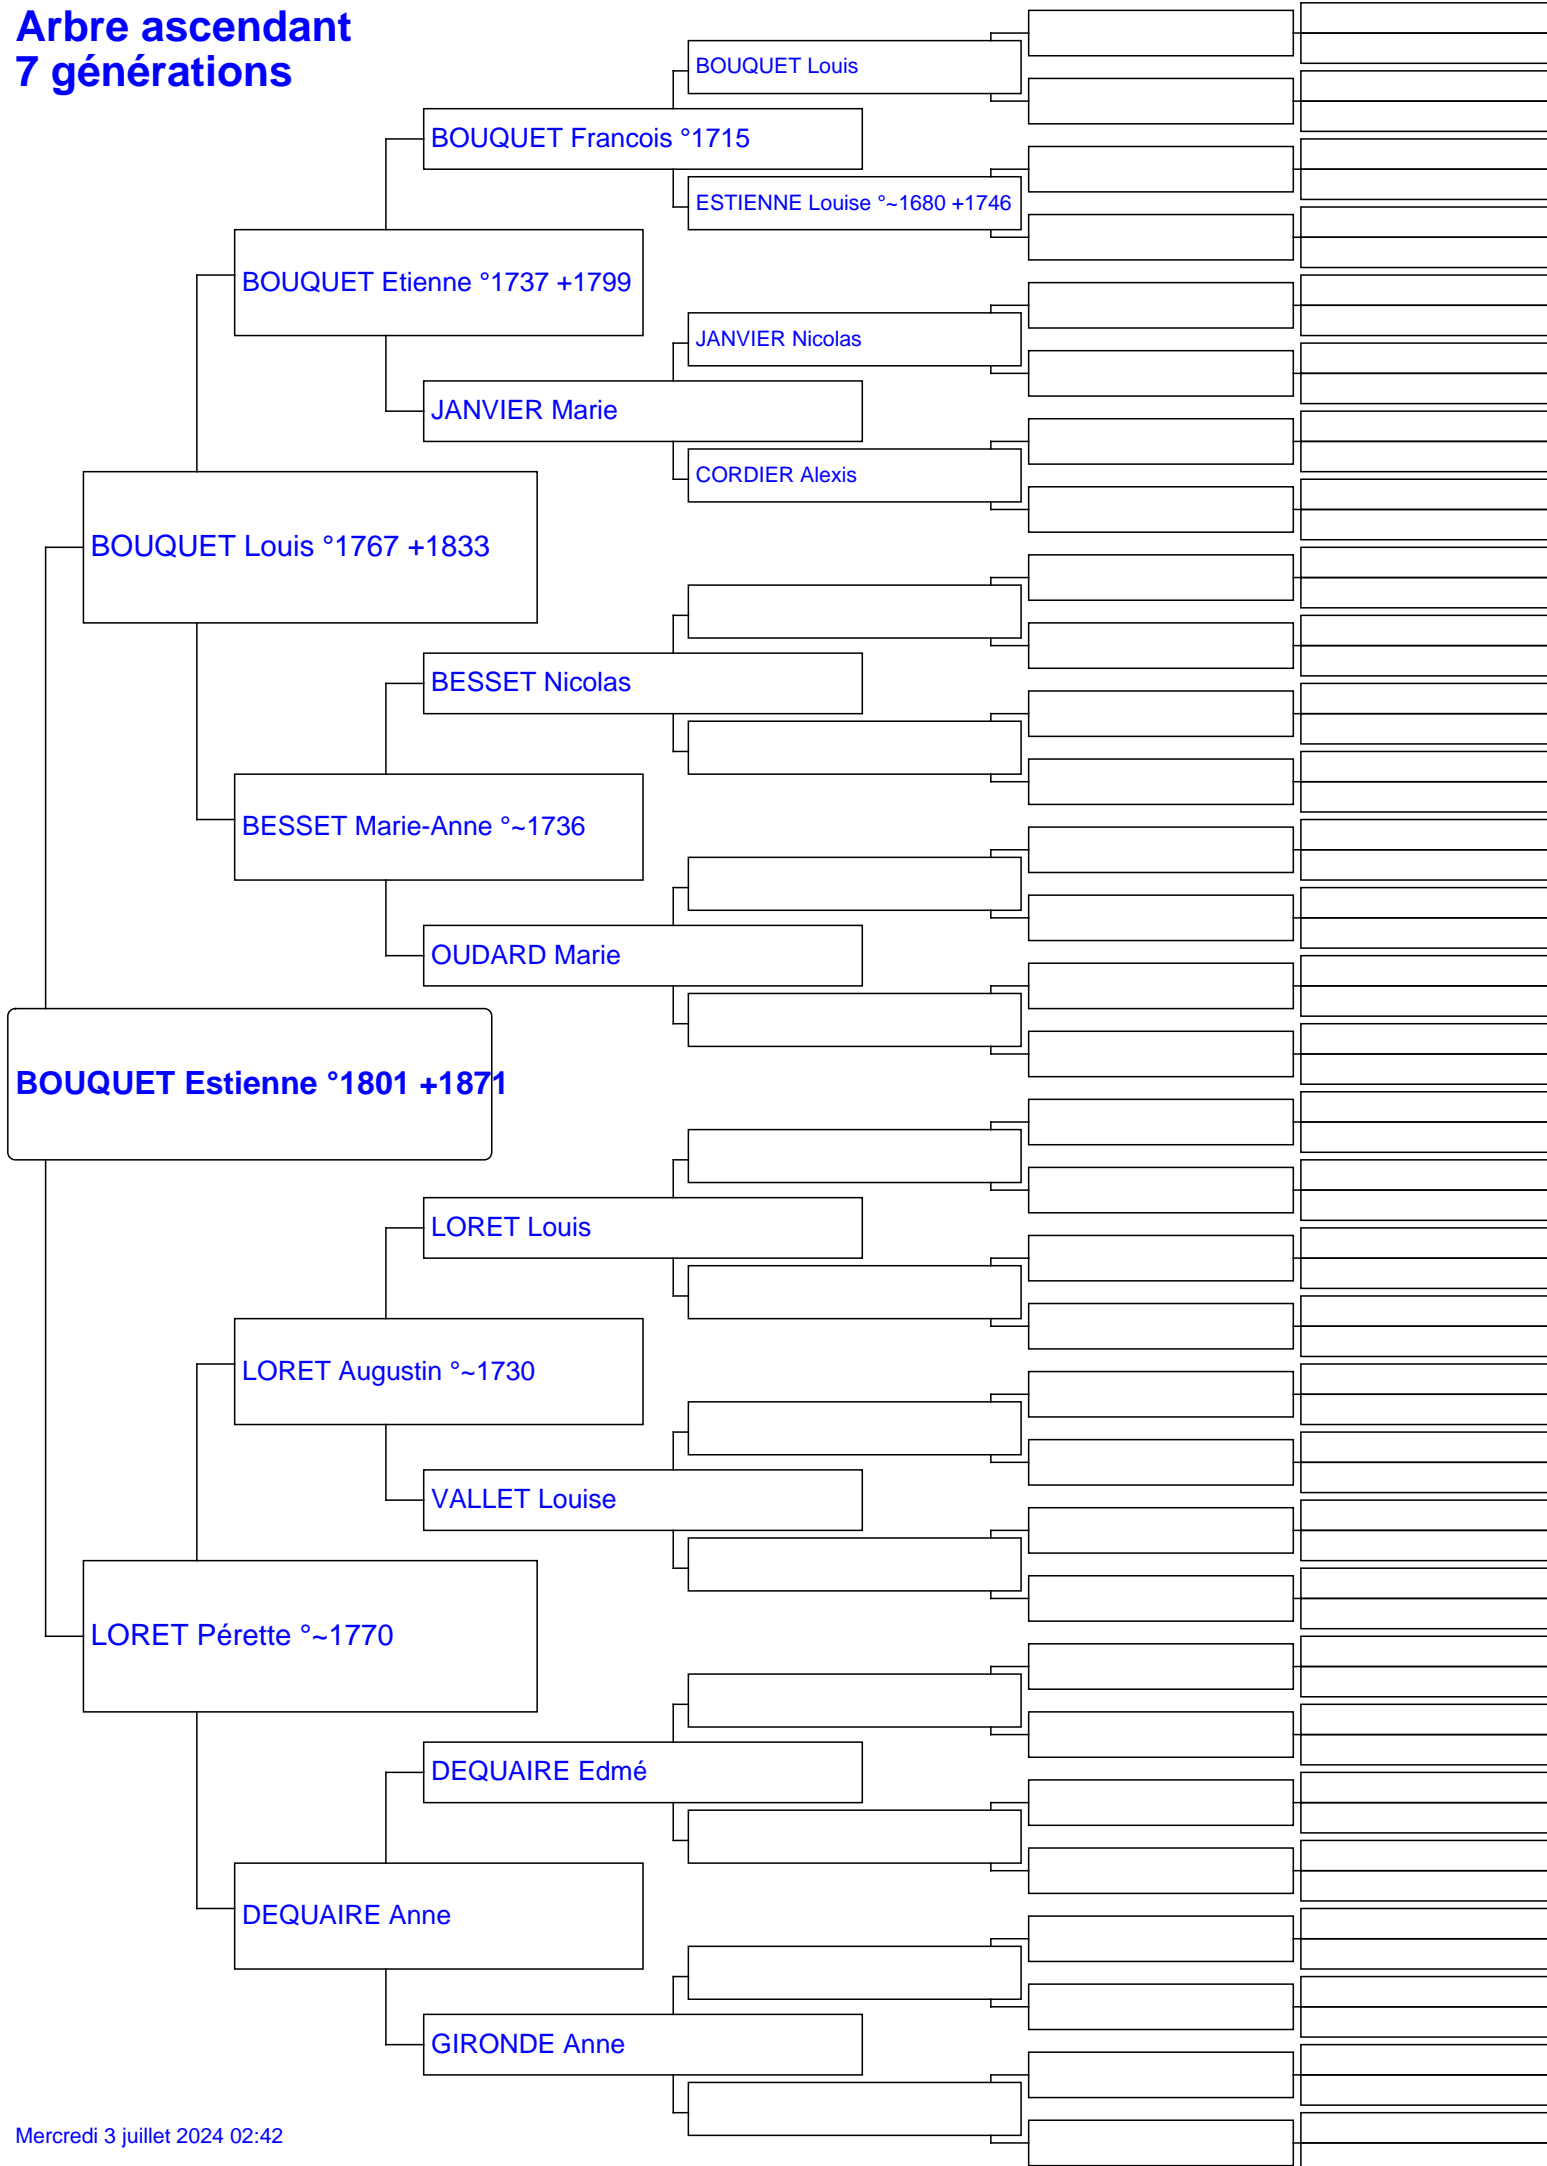 Arbre ascendant
7 générations
BOUQUET Louis
BOUQUET Francois °1715
ESTIENNE Louise °~1680 +1746
BOUQUET Etienne °1737 +1799
JANVIER Nicolas
JANVIER Marie
CORDIER Alexis
BOUQUET Louis °1767 +1833
BESSET Nicolas
BESSET Marie-Anne °~1736
OUDARD Marie
BOUQUET Estienne °1801 +1871
LORET Louis
LORET Augustin °~1730
VALLET Louise
LORET Pérette °~1770
DEQUAIRE Edmé
DEQUAIRE Anne
GIRONDE Anne
Mercredi 3 juillet 2024 02:42